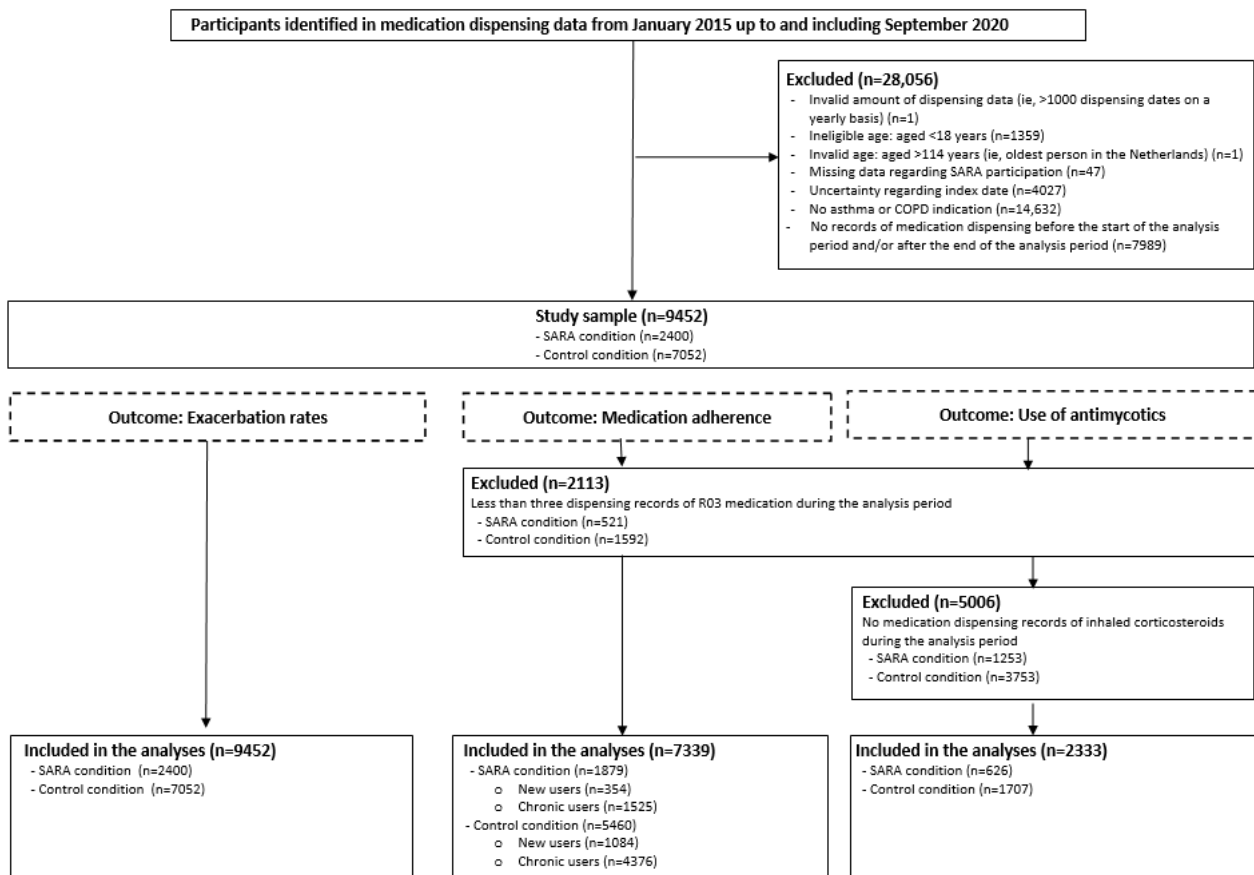 Participants identified in medication dispensing data from January 2015 up to and including September 2020
Excluded (n=28,056)
- Invalid amount of dispensing data (ie, >1000 dispensing dates on a
yearly basis) (n=1)
- Ineligible age: aged <18 years (n=1359)
- Invalid age: aged >114 years (ie, oldest person in the Netherlands) (n=1)
- Missing data regarding SARA participation (n=47)
- Uncertainty regarding index date (n=4027)
- No asthma or COPD indication (n=14,632)
- No records of medication dispensing before the start of the analysis
period and/or after the end of the analysis period (n=7989)
Study sample (n=9452)
- SARA condition (n=2400)
- Control condition (n=7052)
Outcome: Exacerbation rates
Outcome: Medication adherence
Outcome: Use of antimycotics
Excluded (n=2113)
Less than three dispensing records of R03 medication during the analysis period
- SARA condition (n=521)
- Control condition (n=1592)
Excluded (n=5006)
No medication dispensing records of inhaled corticosteroids
during the analysis period
- SARA condition (n=1253)
- Control condition (n=3753)
Included in the analyses (n=9452)
- SARA condition (n=2400)
- Control condition (n=7052)
Included in the analyses (n=7339)
- SARA condition (n=1879)
o New users (n=354)
o Chronic users (n=1525)
- Control condition (n=5460)
o New users (n=1084)
o Chronic users (n=4376)
Included in the analyses (n=2333)
- SARA condition (n=626)
- Control condition (n=1707)